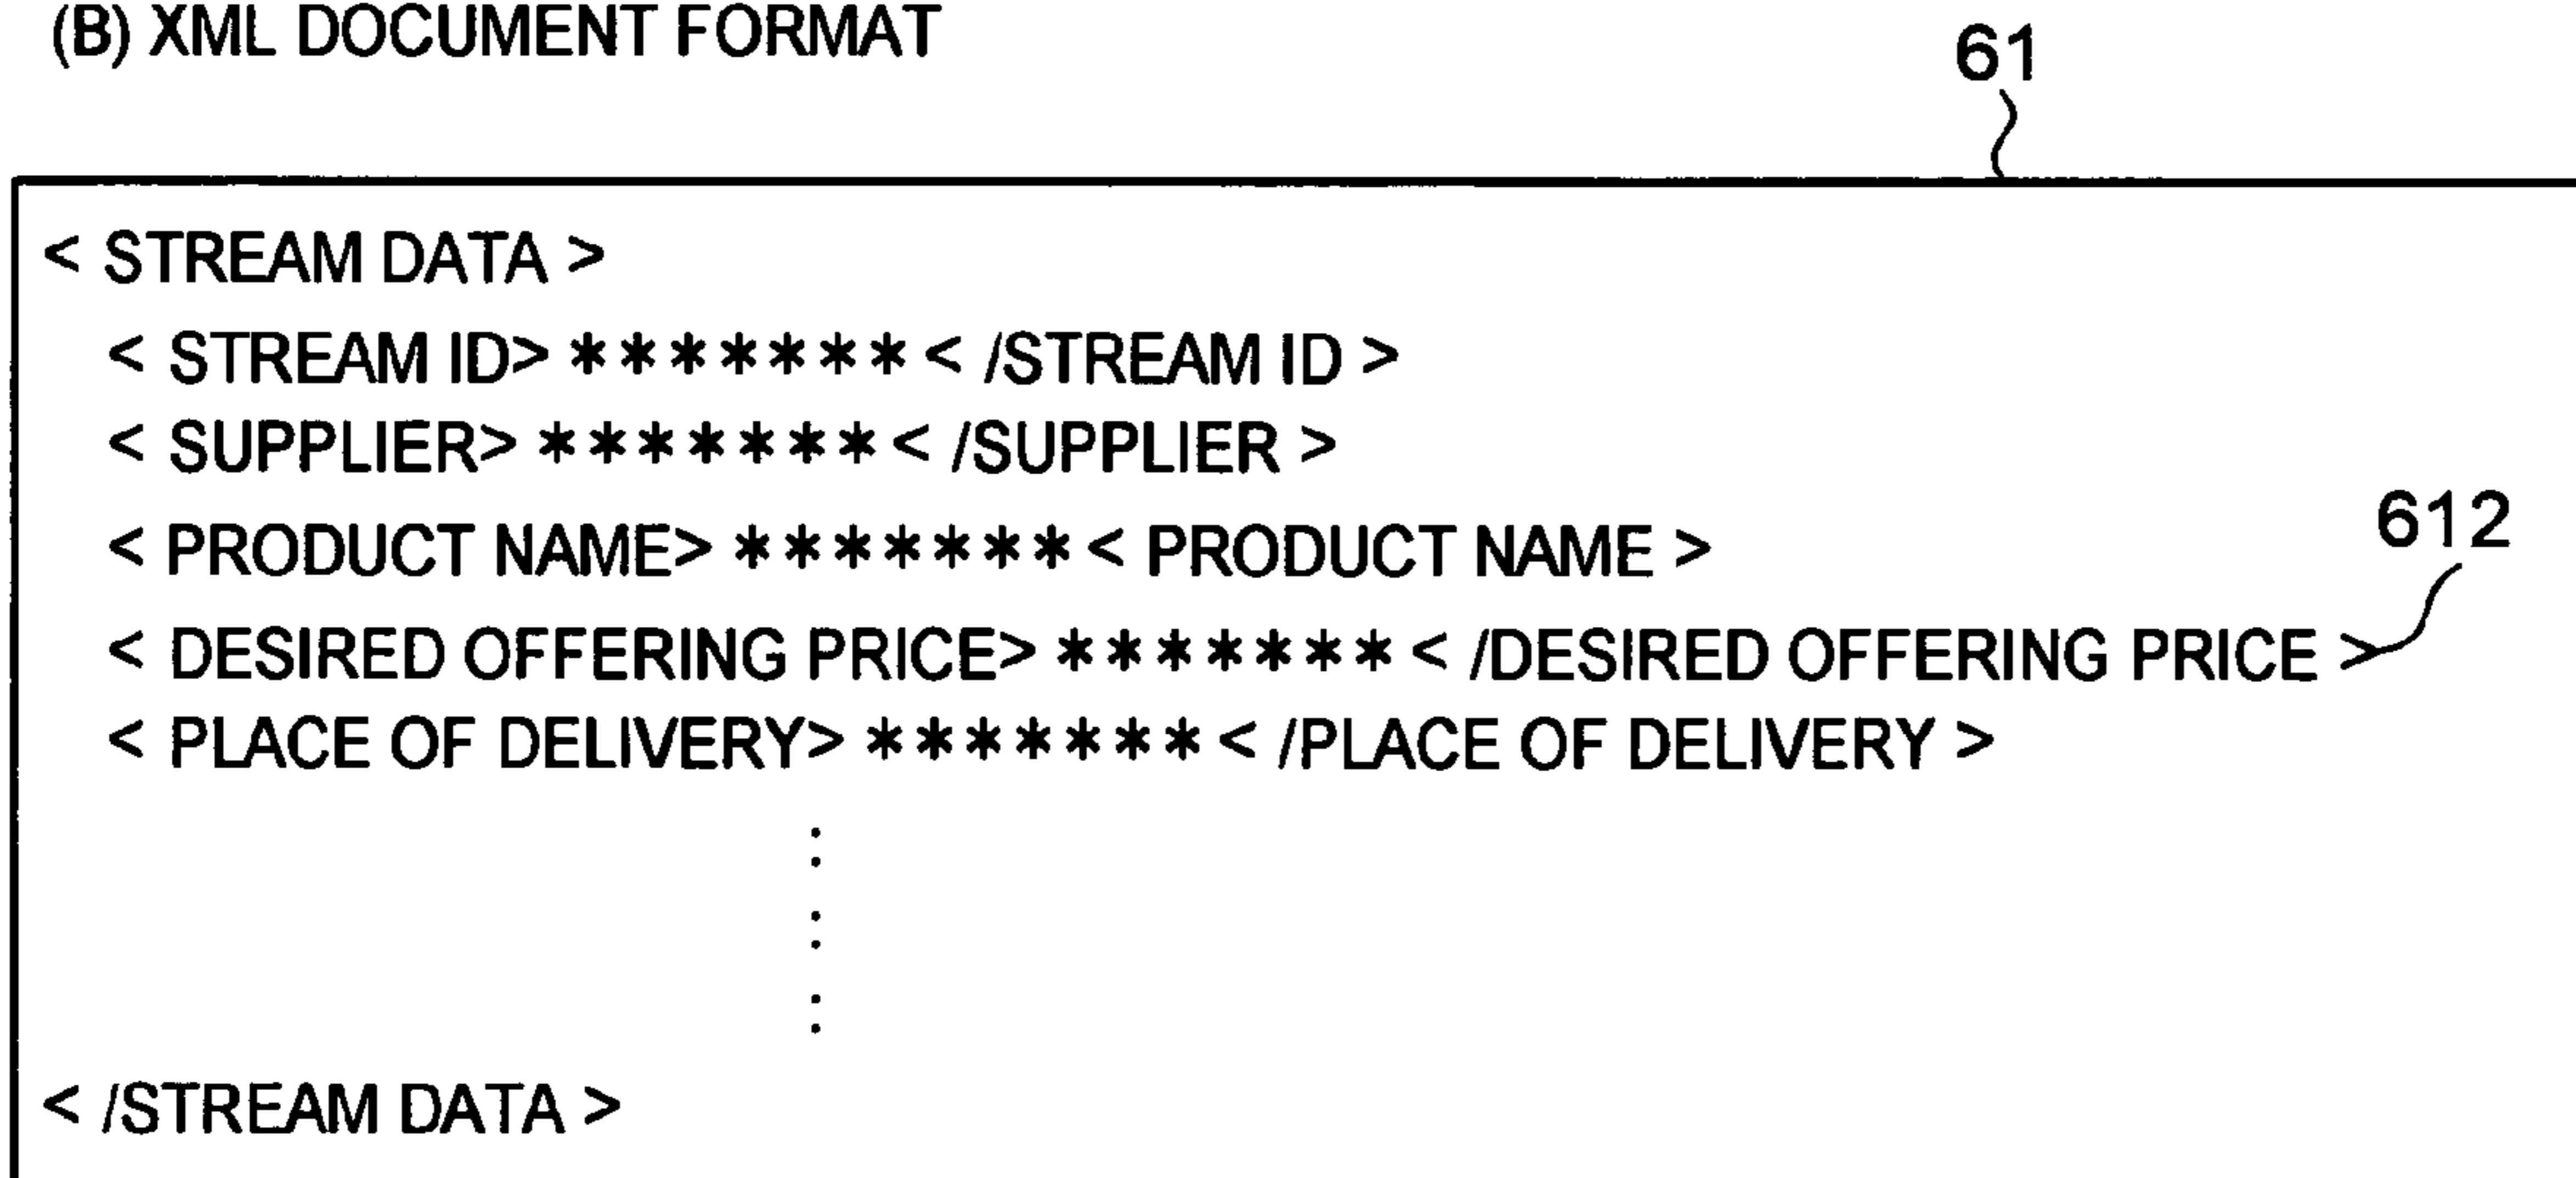 (B) XML DOCUMENT FORMAT
61
< STREAM DATA >
< STREAM ID> ******* < /STREAM ID >
< SUPPLIER> ******* < /SUPPLIER >
< PRODUCT NAME> ******* < PRODUCT NAME >
612
< DESIRED OFFERING PRICE> ******* < /DESIRED OFFERING PRICE >
< PLACE OF DELIVERY> ******* < /PLACE OF DELIVERY >
:
:
:
< /STREAM DATA >